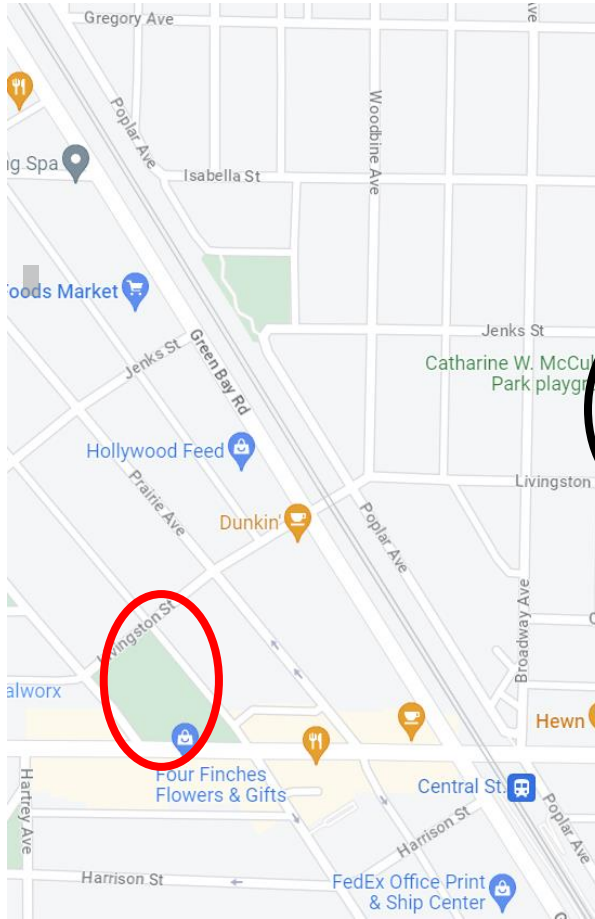 Gregory Ave
ve
Poplar Ave
Woodbine Ave
g Spa
Isabella St
oods Market
Jenks St
Jenks St
Green Bay Rd
Catharine W. McCul
Park playgr
Hollywood Feed
Prairie Ave
Livingston
Dunkin'
Poplar Ave
Livingston St
Broadway Ave
alworx
Hewn
Four Finches
Flowers & Gifts
Hartrey Ave
Central St.
Poplar Ave
Harrison St
Harrison St
FedEx Office Print
& Ship Center